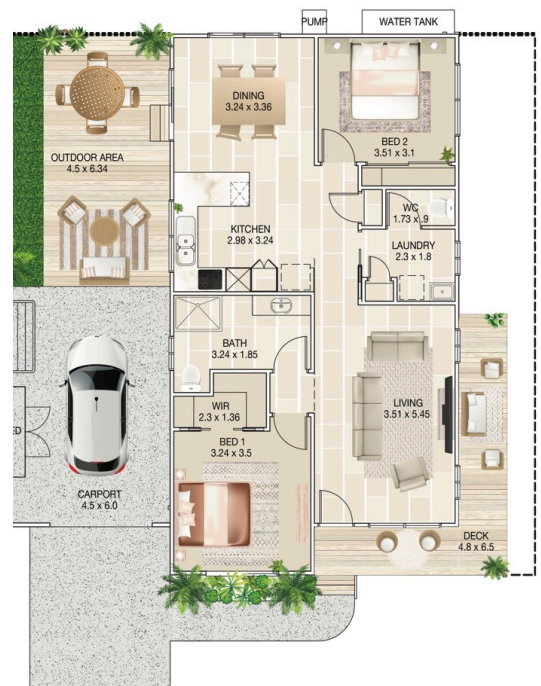 PUMP
WATER TANK
DINING
3.24 x 3.36
BED 2
3.51 x 3.1
OUTDOOR AREA
4.5 x 6.34
WC
1.73 x .9
KITCHEN
2.98 x 3.24
LAUNDRY
2.3 x 1.8
BATH
3.24 x 1.85
WIR
2.3 x 1.36
LIVING
3.51 x 5.45
BED 1
3.24 x 3.5
CARPORT
4.5 x 6.0
DECK
4.8 x 6.5